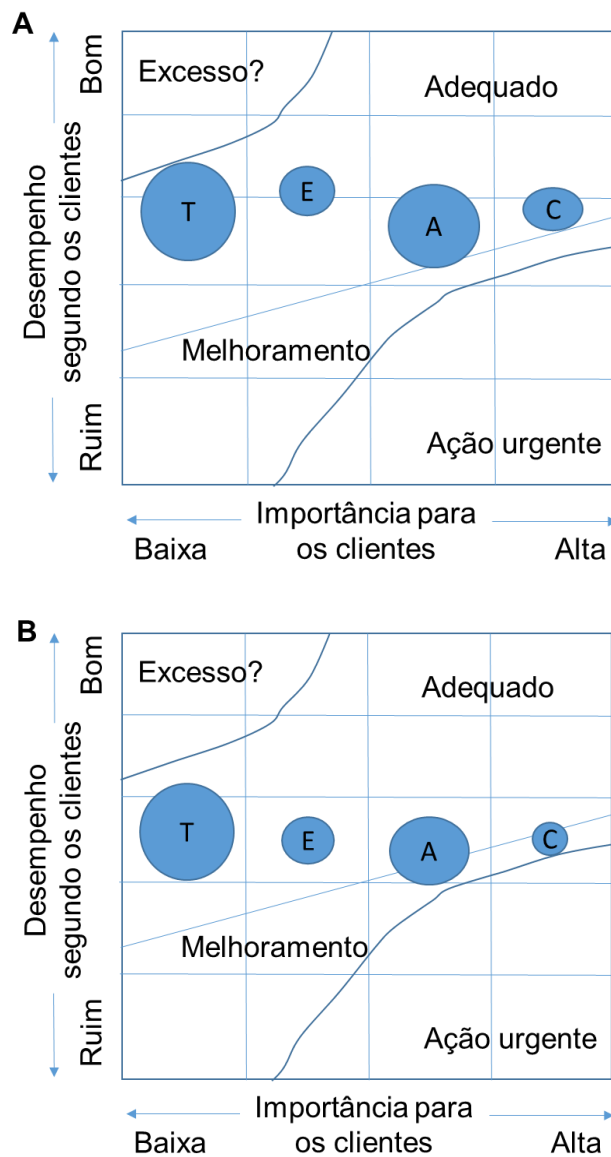 A
Bom
Excesso?
Adequado
T
E
A
C
Desempenho
segundo os clientes
Melhoramento
Ruim
Ação urgente
Importância para
os clientes
Baixa
Alta
B
Bom
Excesso?
Adequado
T
E
A
C
Desempenho
segundo os clientes
Melhoramento
Ruim
Ação urgente
Importância para
os clientes
Baixa
Alta